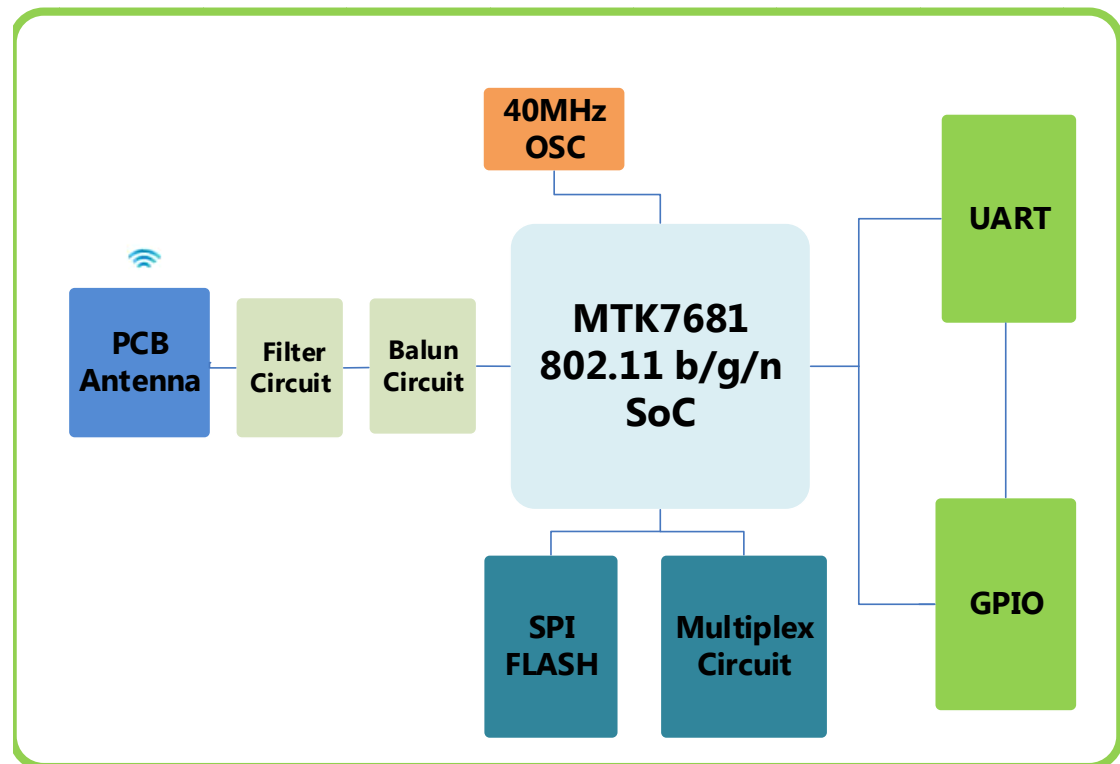 40MHz
OSC
UART
MTK7681
802.11 b/g/n
SoC
PCB
Antenna
Filter
Circuit
Balun
Circuit
GPIO
SPI
FLASH
Multiplex
Circuit